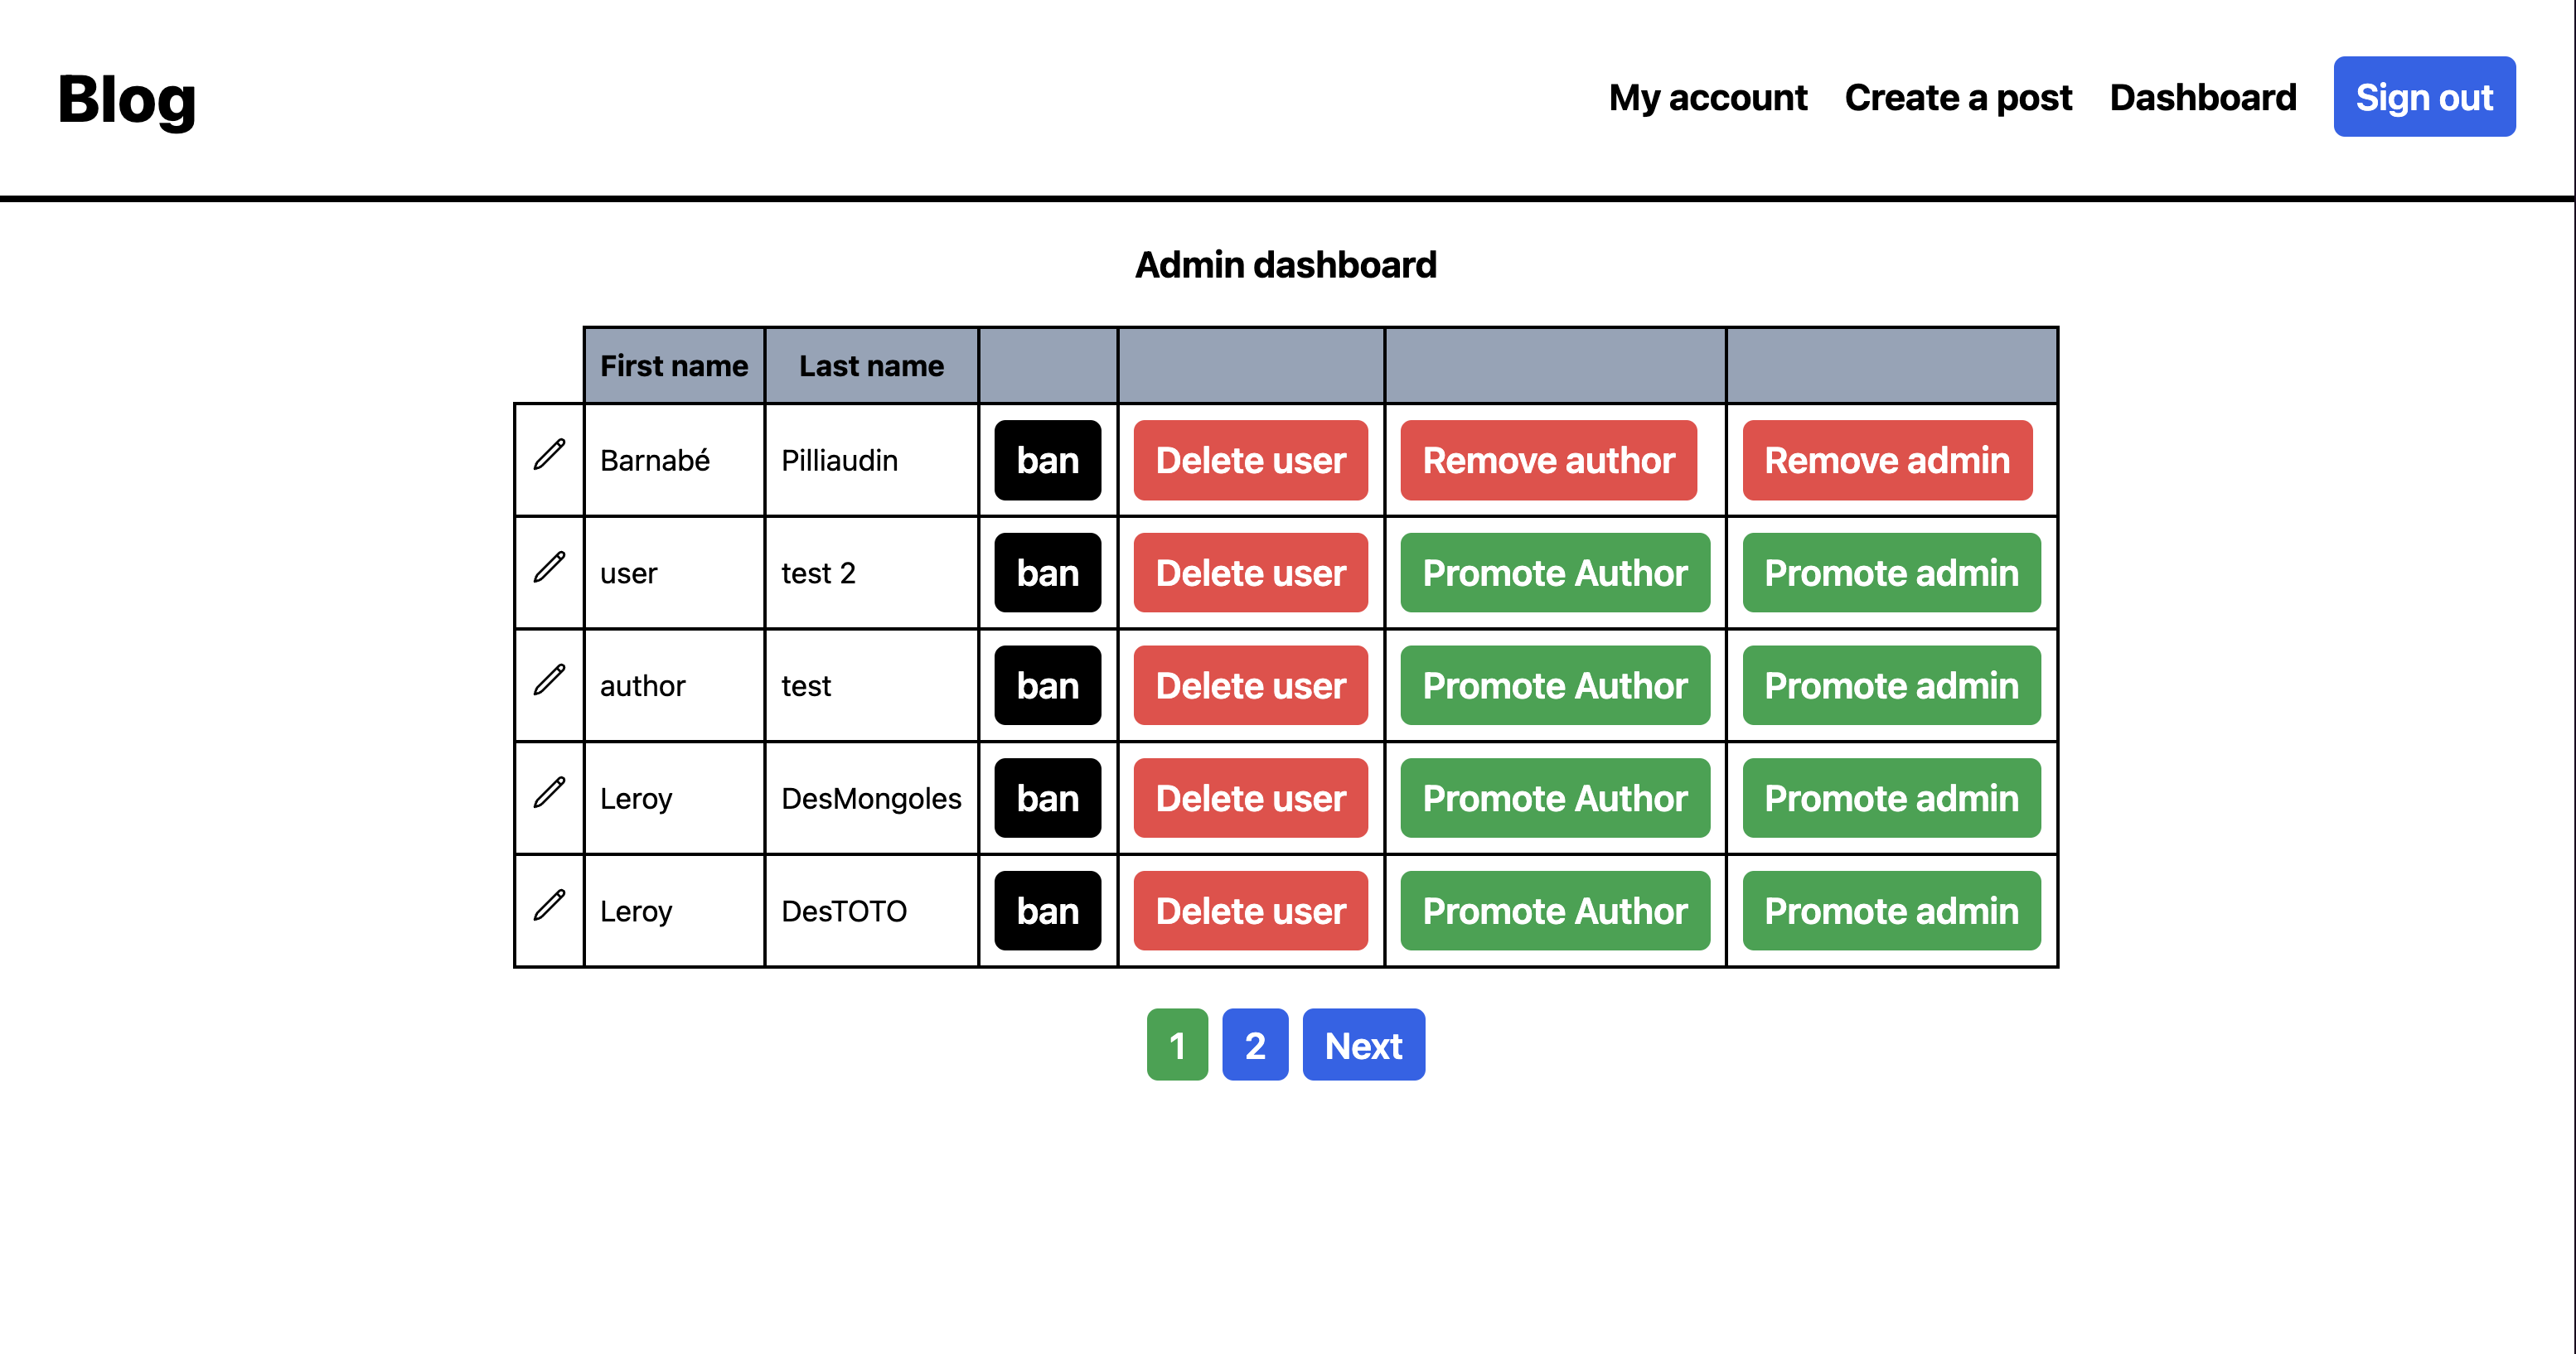 Blog
My account Create a post Dashboard Sign out
Admin dashboard
First name Last name
Barnabé Pilliaudin ban Delete user Remove author Remove admin
user test 2 ban Delete user Promote Author Promote admin
author test ban Delete user Promote Author Promote admin
Leroy DesMongoles ban Delete user Promote Author Promote admin
Leroy DesTOTO ban Delete user Promote Author Promote admin
1 2 Next